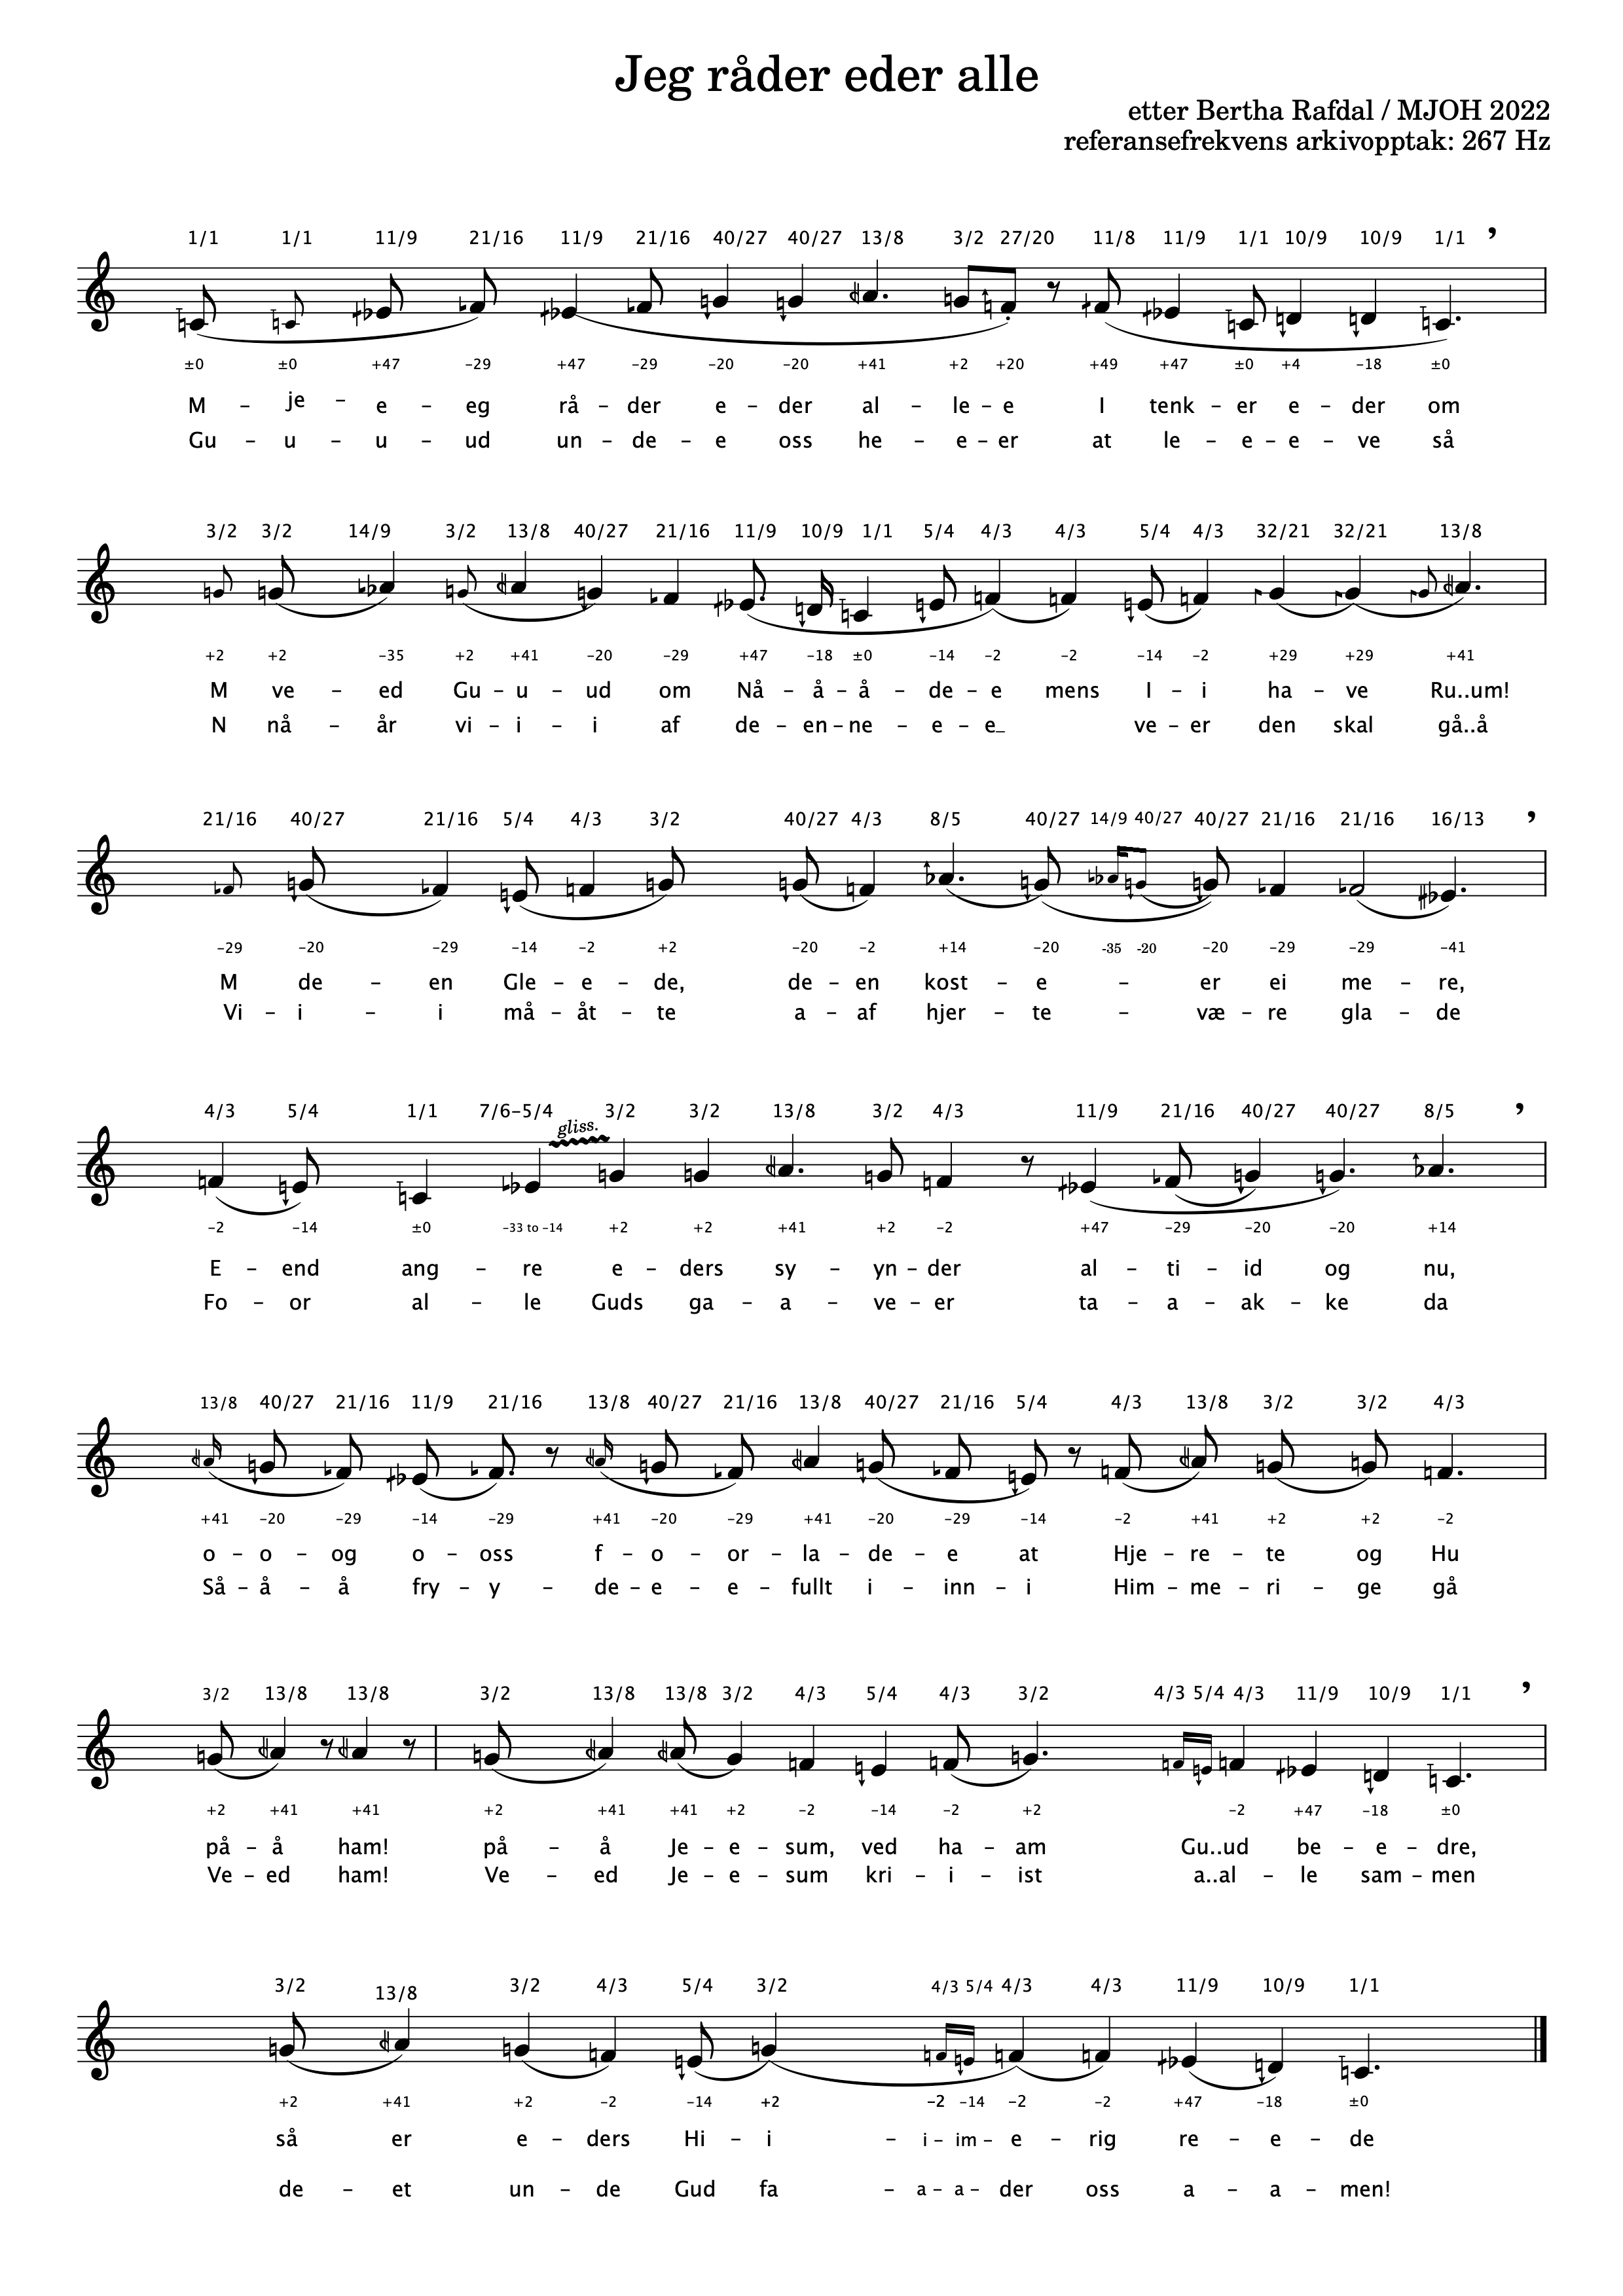 Jeg råder eder alle
etter Bertha Rafdal / MJOH 2022
referansefrekvens arkivopptak: 267 Hz
1/1 1/1 11/9 21/16 11/9 21/16 40/27 40/27 13/8 3/2 27/20 11/8 11/9 1/1 10/9 10/9 1/1 ,
±0 ±0 +47 -29 +47 -29 -20 -20 +41 +2 +20 +49 +47 ±0 +4 -18 ±0
M - je - e - eg rå - der e - der al - le - e I tenk - er e - der om
Gu - u - u - ud un - de - e oss he - e - er at le - e - e - ve så
3/2 3/2 14/9 3/2 13/8 40/27 21/16 11/9 10/9 1/1 5/4 4/3 4/3 5/4 4/3 32/21 32/21 13/8
+2 +2 -35 +2 +41 -20 -29 +47 -18 ±0 -14 -2 -2 -14 -2 +29 +29 +41
M ve - ed Gu - u - ud om Nå - å - å - de - e mens I - i ha - ve Ru..um!
N nå - år vi - i - i af de - en - ne - e - e_ ve - er den skal gå..å
21/16 40/27 21/16 5/4 4/3 3/2 40/27 4/3 8/5 40/27 14/9 40/27 40/27 21/16 21/16 16/13 ,
-29 -20 -29 -14 -2 +2 -20 -2 +14 -20 -35 -20 -20 -29 -29 -41
M de - en Gle - e - de, de - en kost - e - er ei me - re,
Vi - i - i må - åt - te a - af hjer - te - væ - re gla - de
4/3 5/4 1/1 7/6-5/4 gliss. 3/2 3/2 13/8 3/2 4/3 11/9 21/16 40/27 40/27 8/5 ,
-2 -14 ±0 -33 to -14 +2 +2 +41 +2 -2 +47 -29 -20 -20 +14
E - end ang - re e - ders sy - yn - der al - ti - id og nu,
Fo - or al - le Guds ga - a - ve - er ta - a - ak - ke da
13/8 40/27 21/16 11/9 21/16 13/8 40/27 21/16 13/8 40/27 21/16 5/4 4/3 13/8 3/2 3/2 4/3
+41 -20 -29 -14 -29 +41 -20 -29 +41 -20 -29 -14 -2 +41 +2 +2 -2
o - o - og o - oss f - o - or - la - de - e at Hje - re - te og Hu
Så - å - å fry - y - de - e - e - fullt i - inn - i Him - me - ri - ge gå
3/2 13/8 13/8 3/2 13/8 13/8 3/2 4/3 5/4 4/3 3/2 4/3 5/4 4/3 11/9 10/9 1/1 ,
+2 +41 +41 +2 +41 +41 +2 -2 -14 -2 +2 -2 +47 -18 ±0
på - å ham! på - å Je - e - sum, ved ha - am Gu..ud be - e - dre,
Ve - ed ham! Ve - ed Je - e - sum kri - i - ist a..al - le sam - men
3/2 13/8 3/2 4/3 5/4 3/2 4/3 5/4 4/3 4/3 11/9 10/9 1/1
+2 +41 +2 -2 -14 +2 -2 -14 -2 -2 +47 -18 ±0
så er e - ders Hi - i - i - im - e - rig re - e - de
de - et un - de Gud fa - a - a - der oss a - a - men!